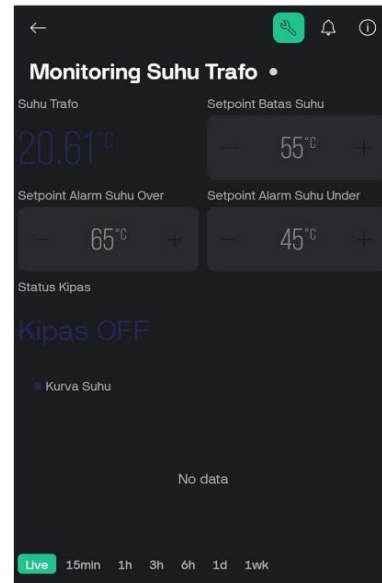 Monitoring Suhu Trafo
Suhu Trafo
Setpoint Batas Suhu
20.61°C
— 55°C +
Setpoint Alarm Suhu Over
Setpoint Alarm Suhu Under
— 65°C +
— 45°C +
Status Kipas
Kipas OFF
Kurva Suhu
No data
Live 15min 1h 3h 6h 1d 1wk